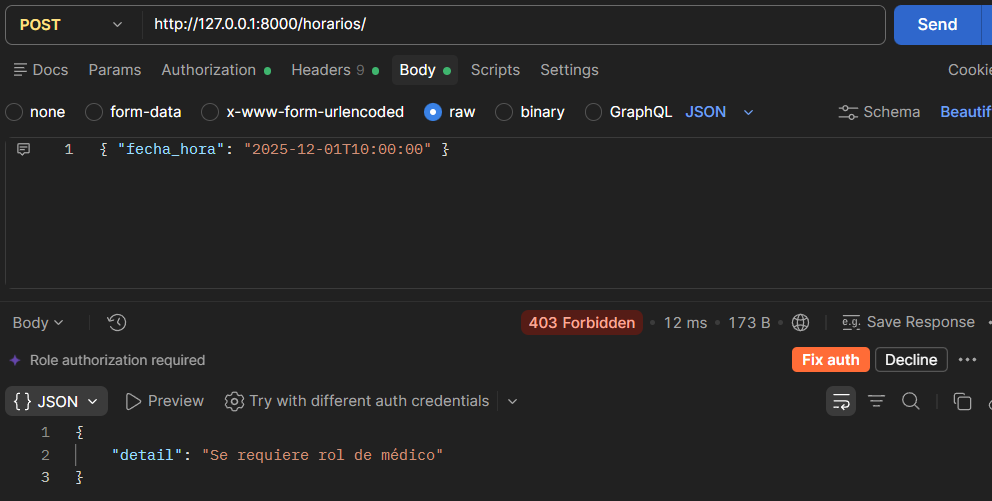 POST http://127.0.0.1:8000/horarios/ Send
Docs Params Authorization Headers 9 Body Scripts Settings
none form-data x-www-form-urlencoded raw binary GraphQL JSON Schema
1 { "fecha_hora": "2025-12-01T10:00:00" }
Body 403 Forbidden 12 ms 173 B e.g. Save Response
Role authorization required Fix auth Decline
{} JSON Preview Try with different auth credentials
1 {
2 "detail": "Se requiere rol de médico"
3 }